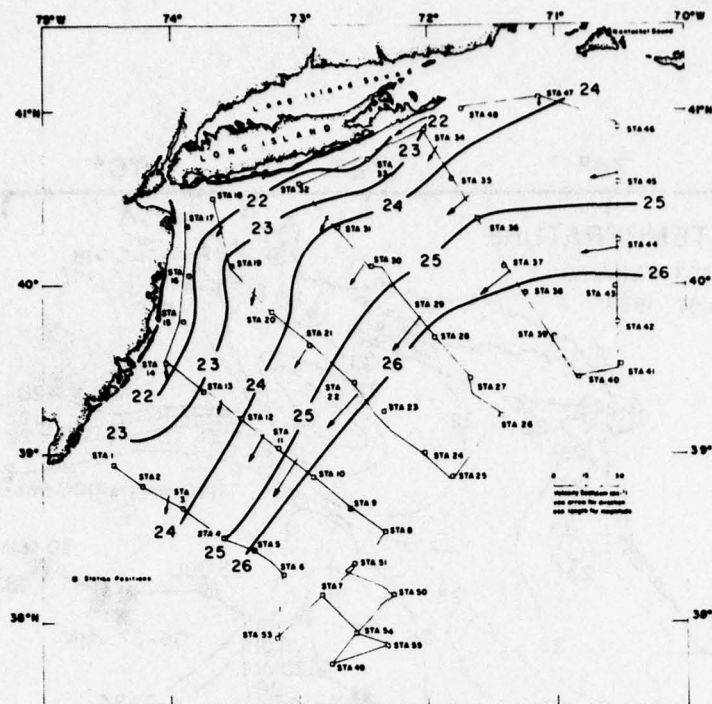 75°W
74°
73°
72°
71°
70°W
Nantucket Sound
Long Island Sound
LONG ISLAND
41°N
41°N
STA 47
24
STA 48
STA 46
22
STA 34
23
STA 33
STA 32
STA 35
STA 45
22
STA 18
24
25
STA 17
23
STA 31
STA 36
STA 44
25
STA 37
26
STA 19
STA 30
40°
40°
STA 16
STA 38
STA 43
STA 20
STA 29
STA 15
STA 21
STA 28
STA 39
STA 42
STA 14
23
26
STA 40
STA 41
22
STA 13
24
STA 22
STA 27
STA 12
25
STA 23
STA 26
23
STA 11
39°
39°
STA 1
STA 24
STA 2
STA 10
STA 25
0 15 30
STA 3
STA 9
24
STA 4
STA 8
25
STA 5
26
STA 6
STA 51
Station Positions
STA 7
STA 50
38°N
38°N
STA 53
STA 54
STA 55
STA 49
TEMPERATURE